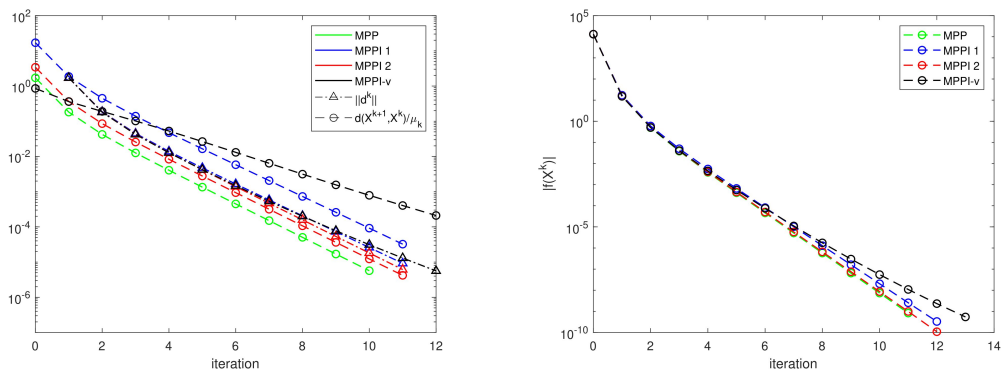 10^2
10^0
10^-2
10^-4
10^-6
0 2 4 6 8 10 12
iteration
MPP
MPPI 1
MPPI 2
MPPI-v
||d^k||
d(X^{k+1},X^k)/μ_k
10^5
10^0
10^-5
10^-10
0 2 4 6 8 10 12 14
iteration
|f(X^k)|
MPP
MPPI 1
MPPI 2
MPPI-v